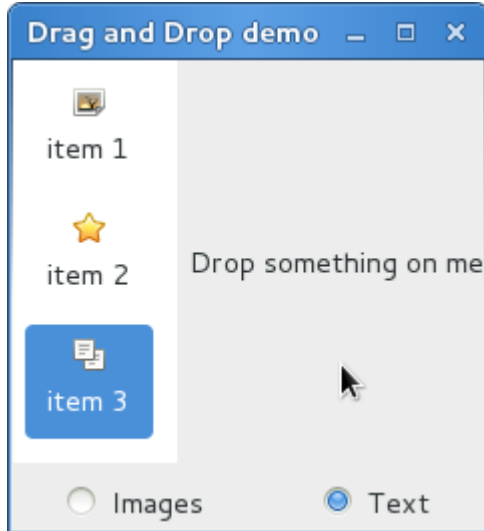 Drag and Drop demo
item 1
item 2
Drop something on me
item 3
Images
Text